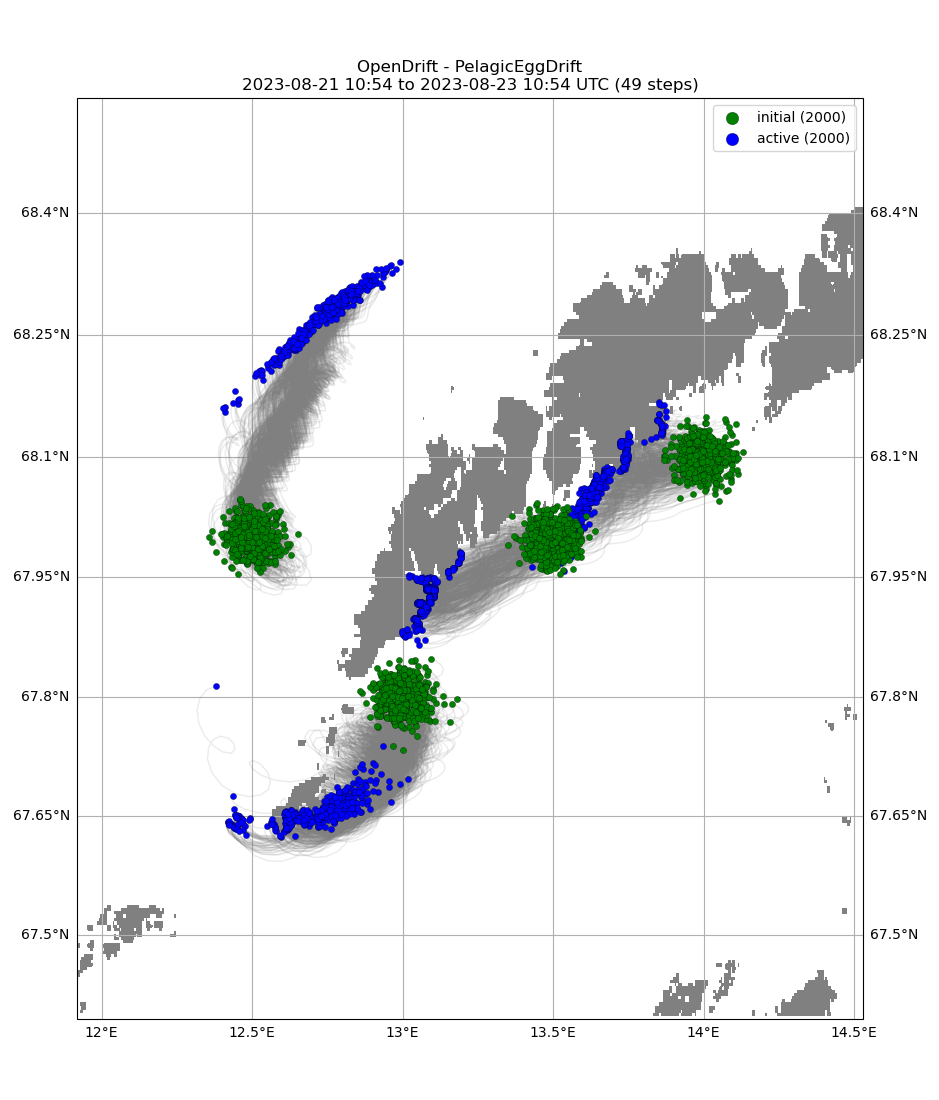 OpenDrift - PelagicEggDrift
2023-08-21 10:54 to 2023-08-23 10:54 UTC (49 steps)
initial (2000)
active (2000)
68.4°N 68.4°N
68.25°N 68.25°N
68.1°N 68.1°N
67.95°N 67.95°N
67.8°N 67.8°N
67.65°N 67.65°N
67.5°N 67.5°N
12°E 12.5°E 13°E 13.5°E 14°E 14.5°E